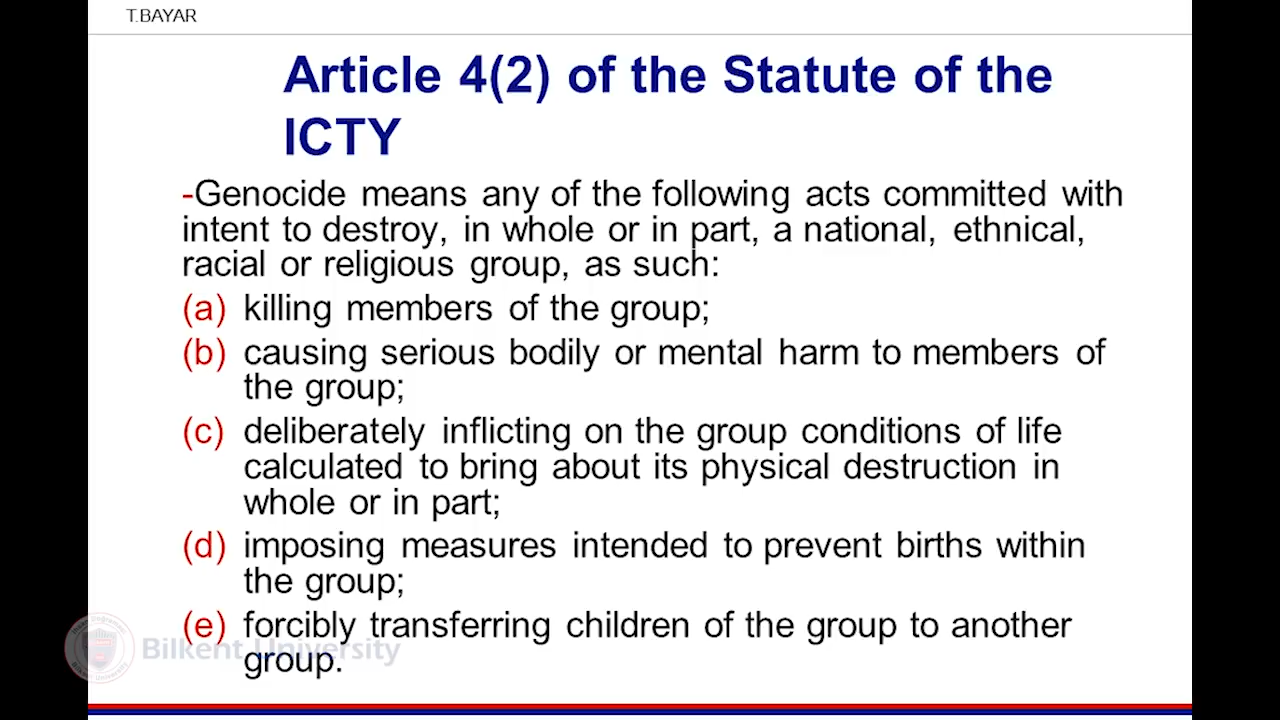 T.BAYAR
Article 4(2) of the Statute of the
ICTY
-Genocide means any of the following acts committed with
intent to destroy, in whole or in part, a national, ethnical,
racial or religious group, as such:
(a) killing members of the group;
(b) causing serious bodily or mental harm to members of
the group;
(c) deliberately inflicting on the group conditions of life
calculated to bring about its physical destruction in
whole or in part;
(d) imposing measures intended to prevent births within
the group;
(e) forcibly transferring children of the group to another
Bilkent University
group.